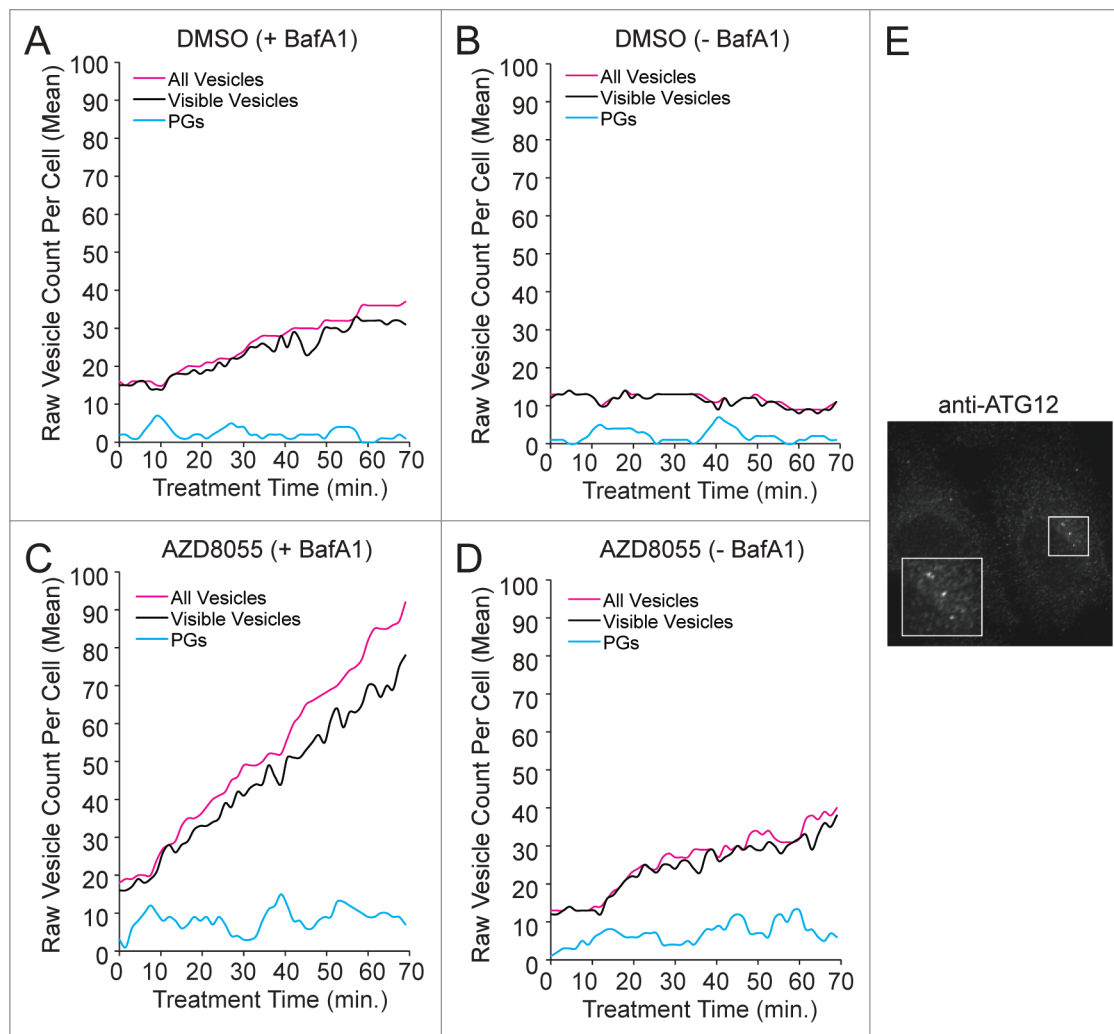 A
DMSO (+ BafA1)
Raw Vesicle Count Per Cell (Mean)
100
90
80
70
60
50
40
30
20
10
0
All Vesicles
Visible Vesicles
PGs
0 10 20 30 40 50 60 70
Treatment Time (min.)
B
DMSO (- BafA1)
Raw Vesicle Count Per Cell (Mean)
100
90
80
70
60
50
40
30
20
10
0
All Vesicles
Visible Vesicles
PGs
0 10 20 30 40 50 60 70
Treatment Time (min.)
C
AZD8055 (+ BafA1)
Raw Vesicle Count Per Cell (Mean)
100
90
80
70
60
50
40
30
20
10
0
All Vesicles
Visible Vesicles
PGs
0 10 20 30 40 50 60 70
Treatment Time (min.)
D
AZD8055 (- BafA1)
Raw Vesicle Count Per Cell (Mean)
100
90
80
70
60
50
40
30
20
10
0
All Vesicles
Visible Vesicles
PGs
0 10 20 30 40 50 60 70
Treatment Time (min.)
E
anti-ATG12